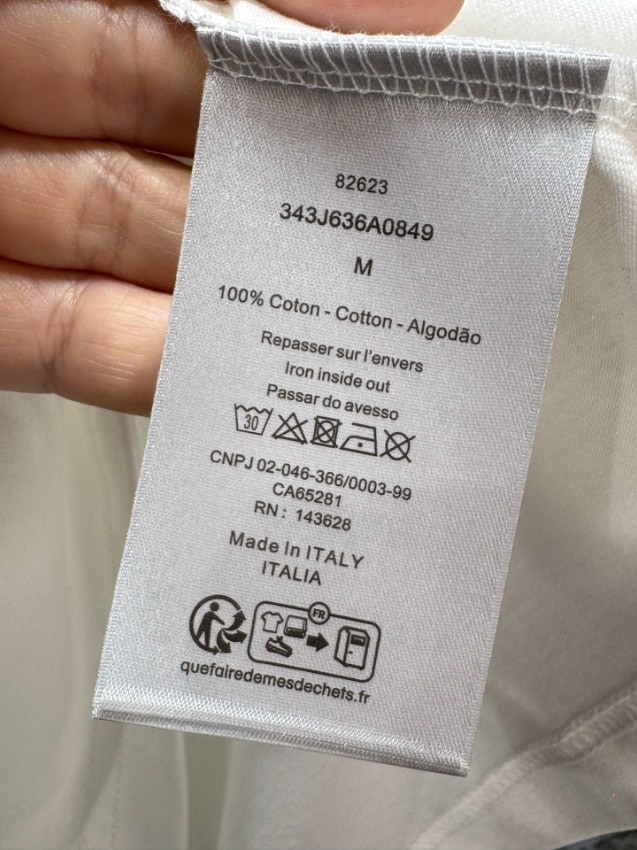 82623
343J636A0849
M
100% Coton - Cotton - Algodão
Repasser sur l'envers
Iron inside out
Passar do avesso
30
CNPJ 02-046-366/0003-99
CA65281
RN : 143628
Made In ITALY
ITALIA
FR
quefairedemesdechets.fr